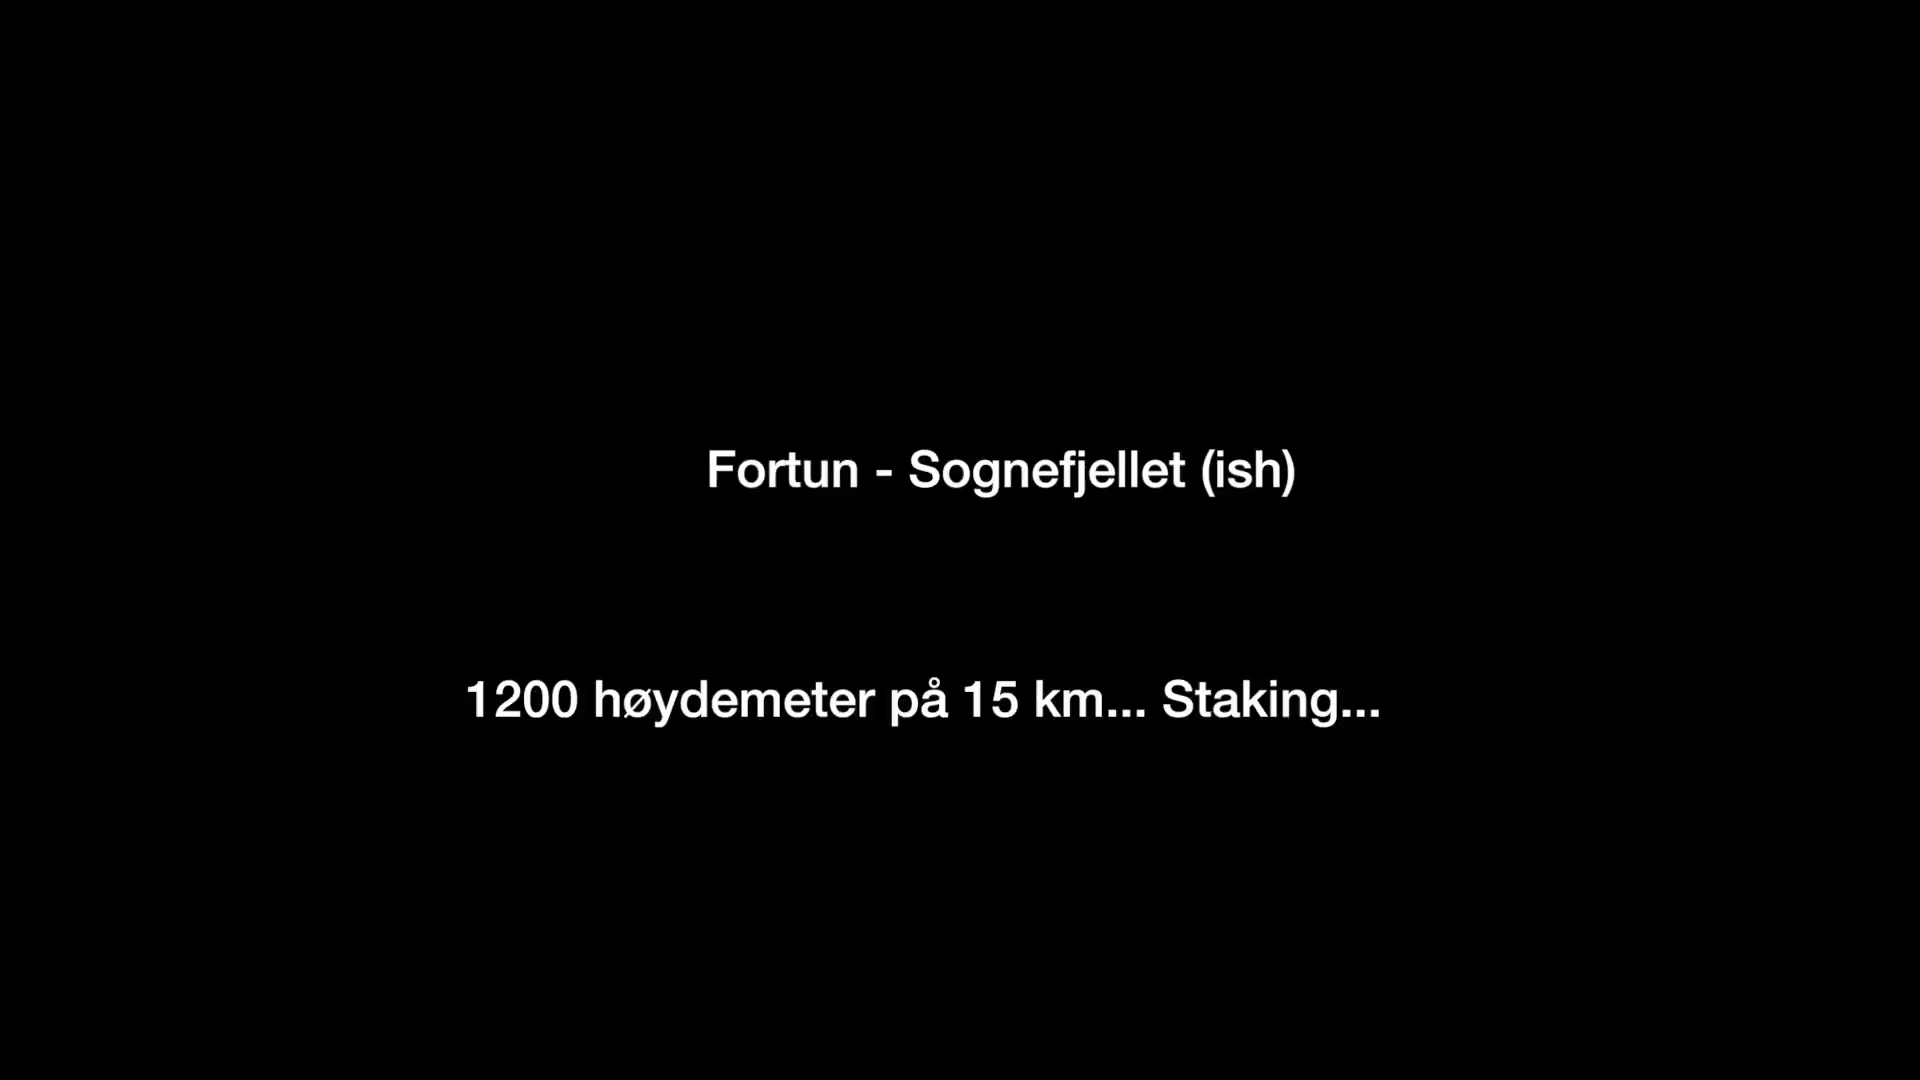 Fortun - Sognefjellet (ish)
1200 høydemeter på 15 km... Staking...